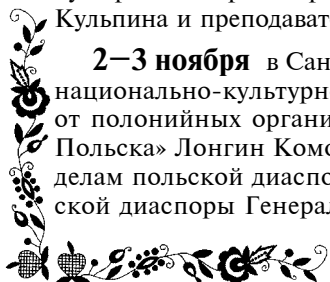 Кульпина и преподават
2—3 ноября в Сан
национально-культурн
от полонийных органи
Польска» Лонгин Комо
делам польской диаспо
ской диаспоры Генерал